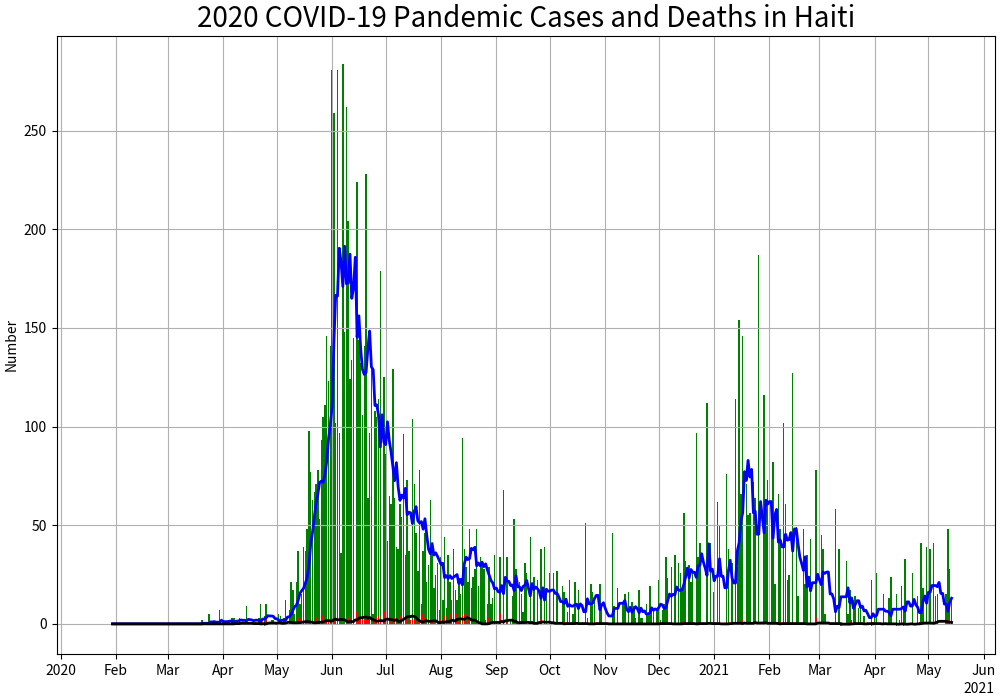 2020 COVID-19 Pandemic Cases and Deaths in Haiti
Number
250
200
150
100
50
0
2020 Feb Mar Apr May Jun Jul Aug Sep Oct Nov Dec 2021 Feb Mar Apr May Jun
2021